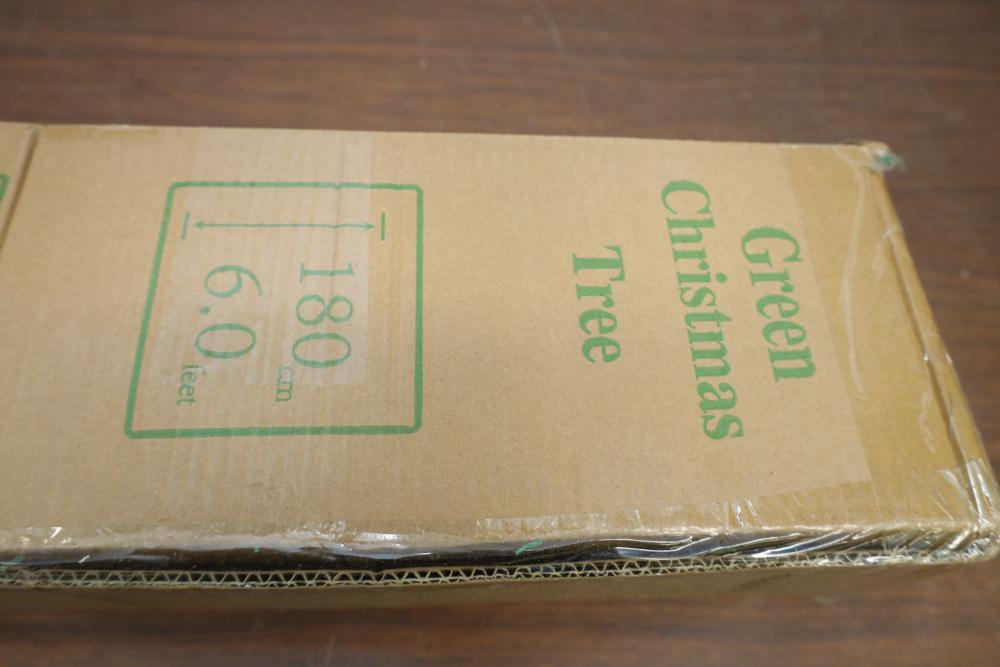 Green
Christmas
Tree
180 cm
6.0 feet